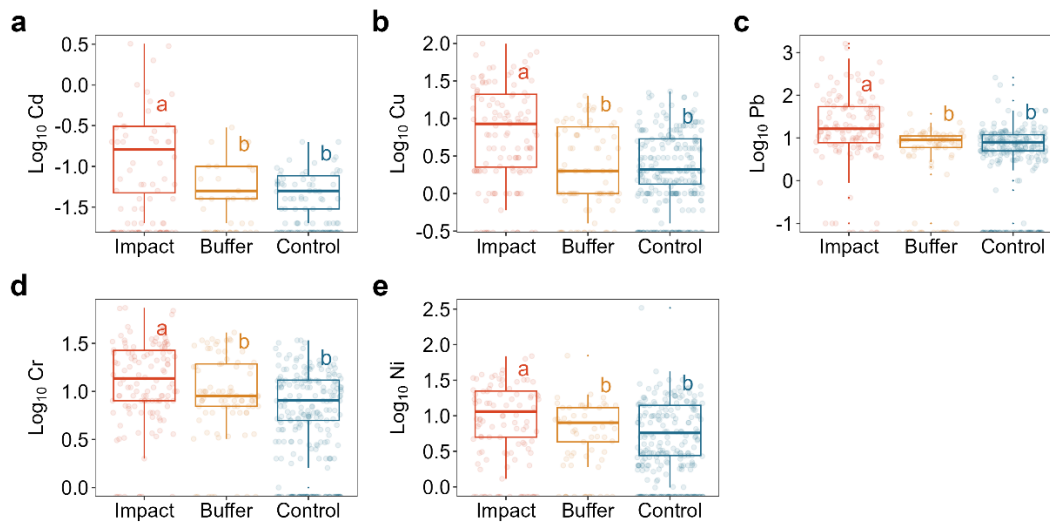 a
Log10 Cd
0.5
0.0
-0.5
-1.0
-1.5
a
b
b
Impact Buffer Control
b
Log10 Cu
2.0
1.5
1.0
0.5
0.0
-0.5
a
b
b
Impact Buffer Control
c
Log10 Pb
3
2
1
0
-1
a
b
b
Impact Buffer Control
d
Log10 Cr
1.5
1.0
0.5
0.0
a
b
b
Impact Buffer Control
e
Log10 Ni
2.5
2.0
1.5
1.0
0.5
0.0
a
b
b
Impact Buffer Control